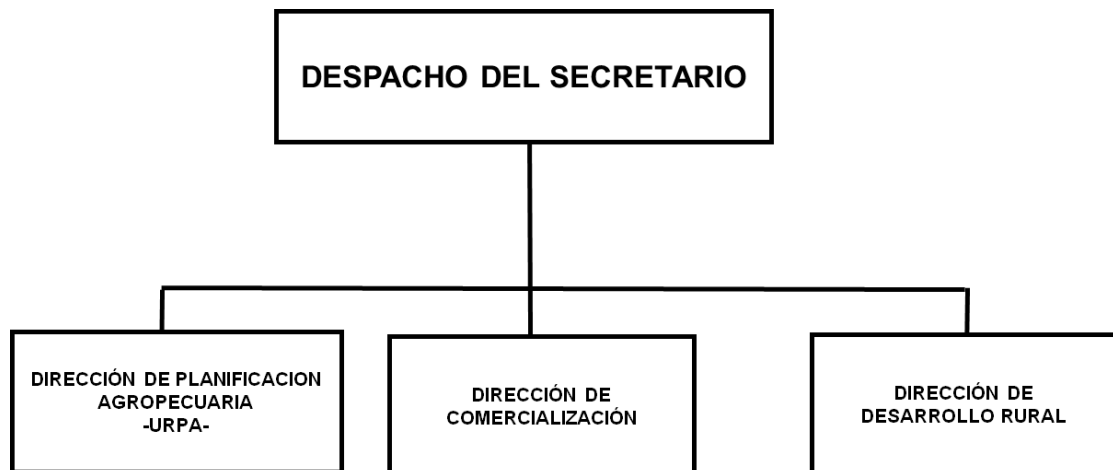 DESPACHO DEL SECRETARIO
DIRECCIÓN DE PLANIFICACION
AGROPECUARIA
-URPA-
DIRECCIÓN DE
COMERCIALIZACIÓN
DIRECCIÓN DE
DESARROLLO RURAL